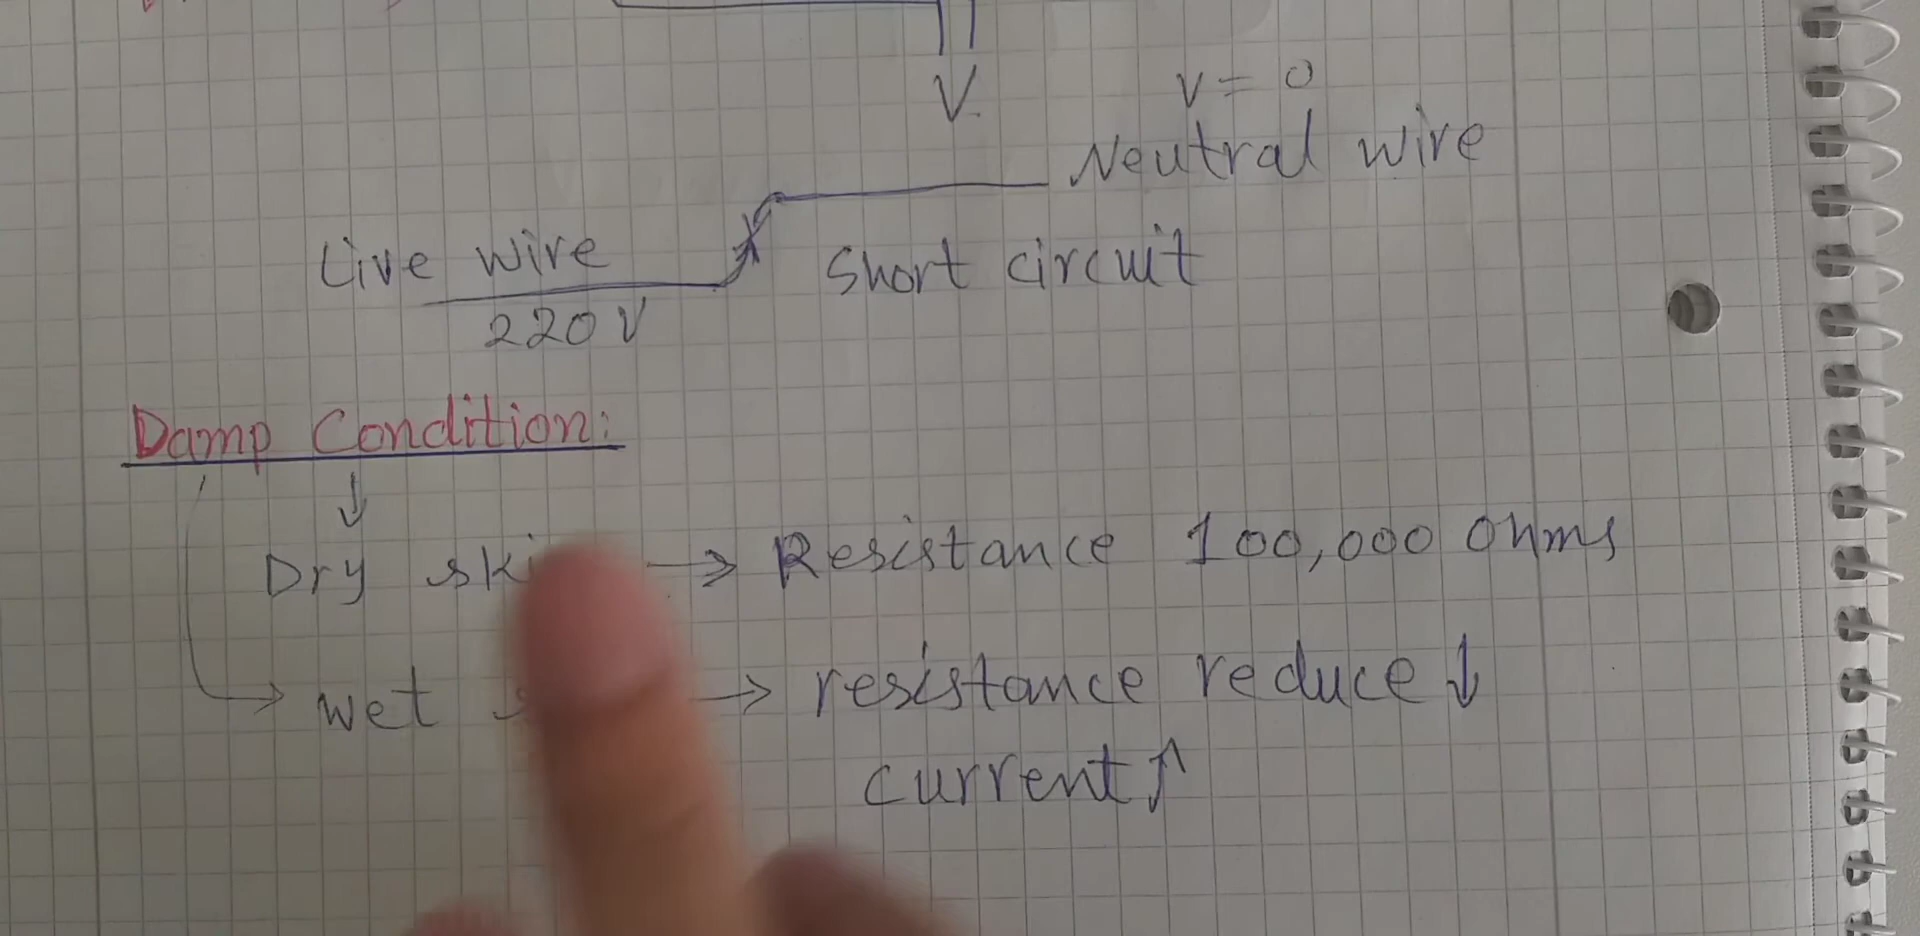 V.
V = 0
Neutral wire
Live wire
Short circuit
220 V
Damp Condition:
Dry → Resistance 100,000 Ohms
wet → resistance reduce ↓
current ↑